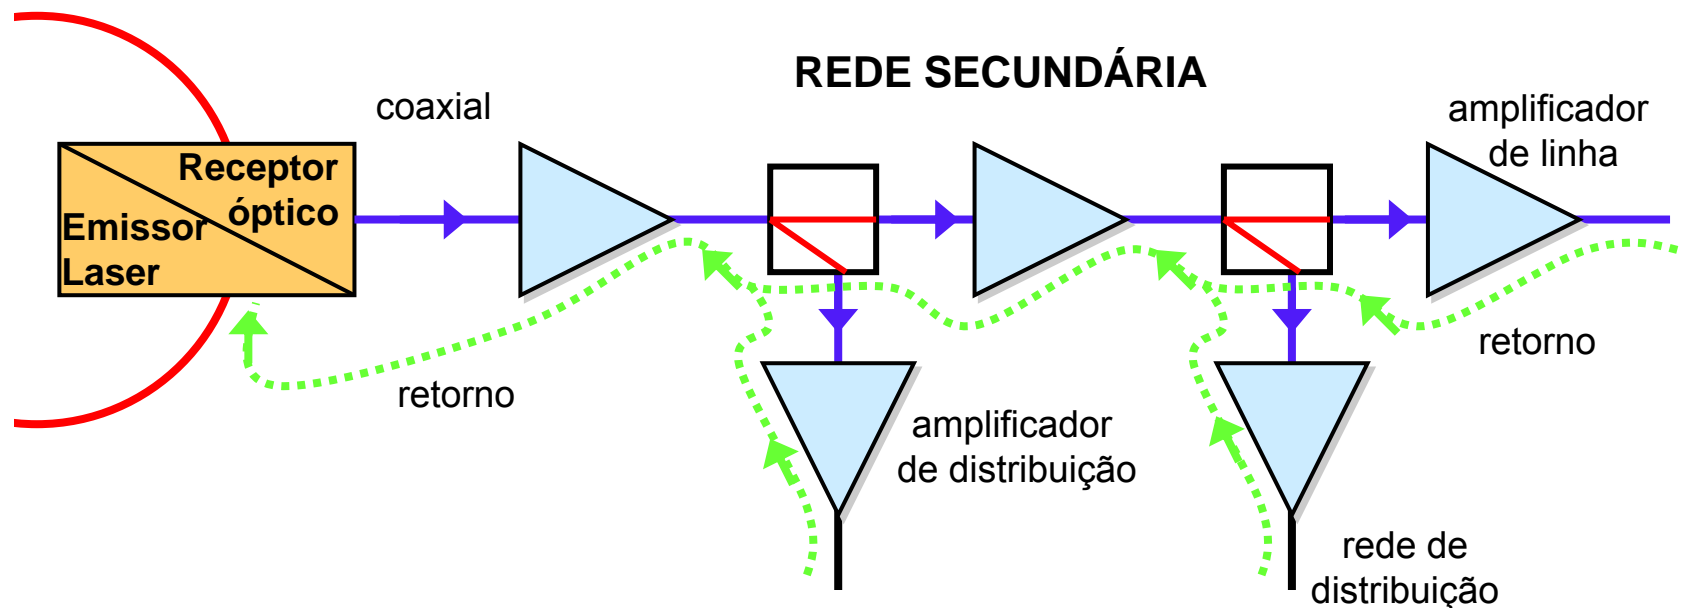 REDE SECUNDÁRIA
coaxial
amplificador
de linha
Receptor
óptico
Emissor
Laser
retorno
retorno
amplificador
de distribuição
rede de
distribuição